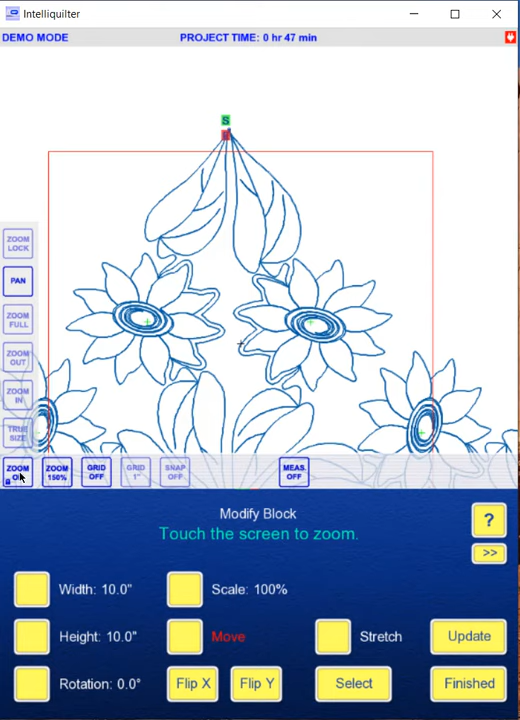 Intelliquilter
DEMO MODE PROJECT TIME: 0 hr 47 min
S
ZOOM
LOCK
PAN
ZOOM
FULL
ZOOM
OUT
ZOOM
IN
TRUE
SIZE
ZOOM
ZOOM
150%
GRID
OFF
GRID
1"
SNAP
OFF
MEAS.
OFF
Modify Block
Touch the screen to zoom.
?
>>
Width: 10.0" Scale: 100%
Height: 10.0" Move Stretch Update
Rotation: 0.0° Flip X Flip Y Select Finished